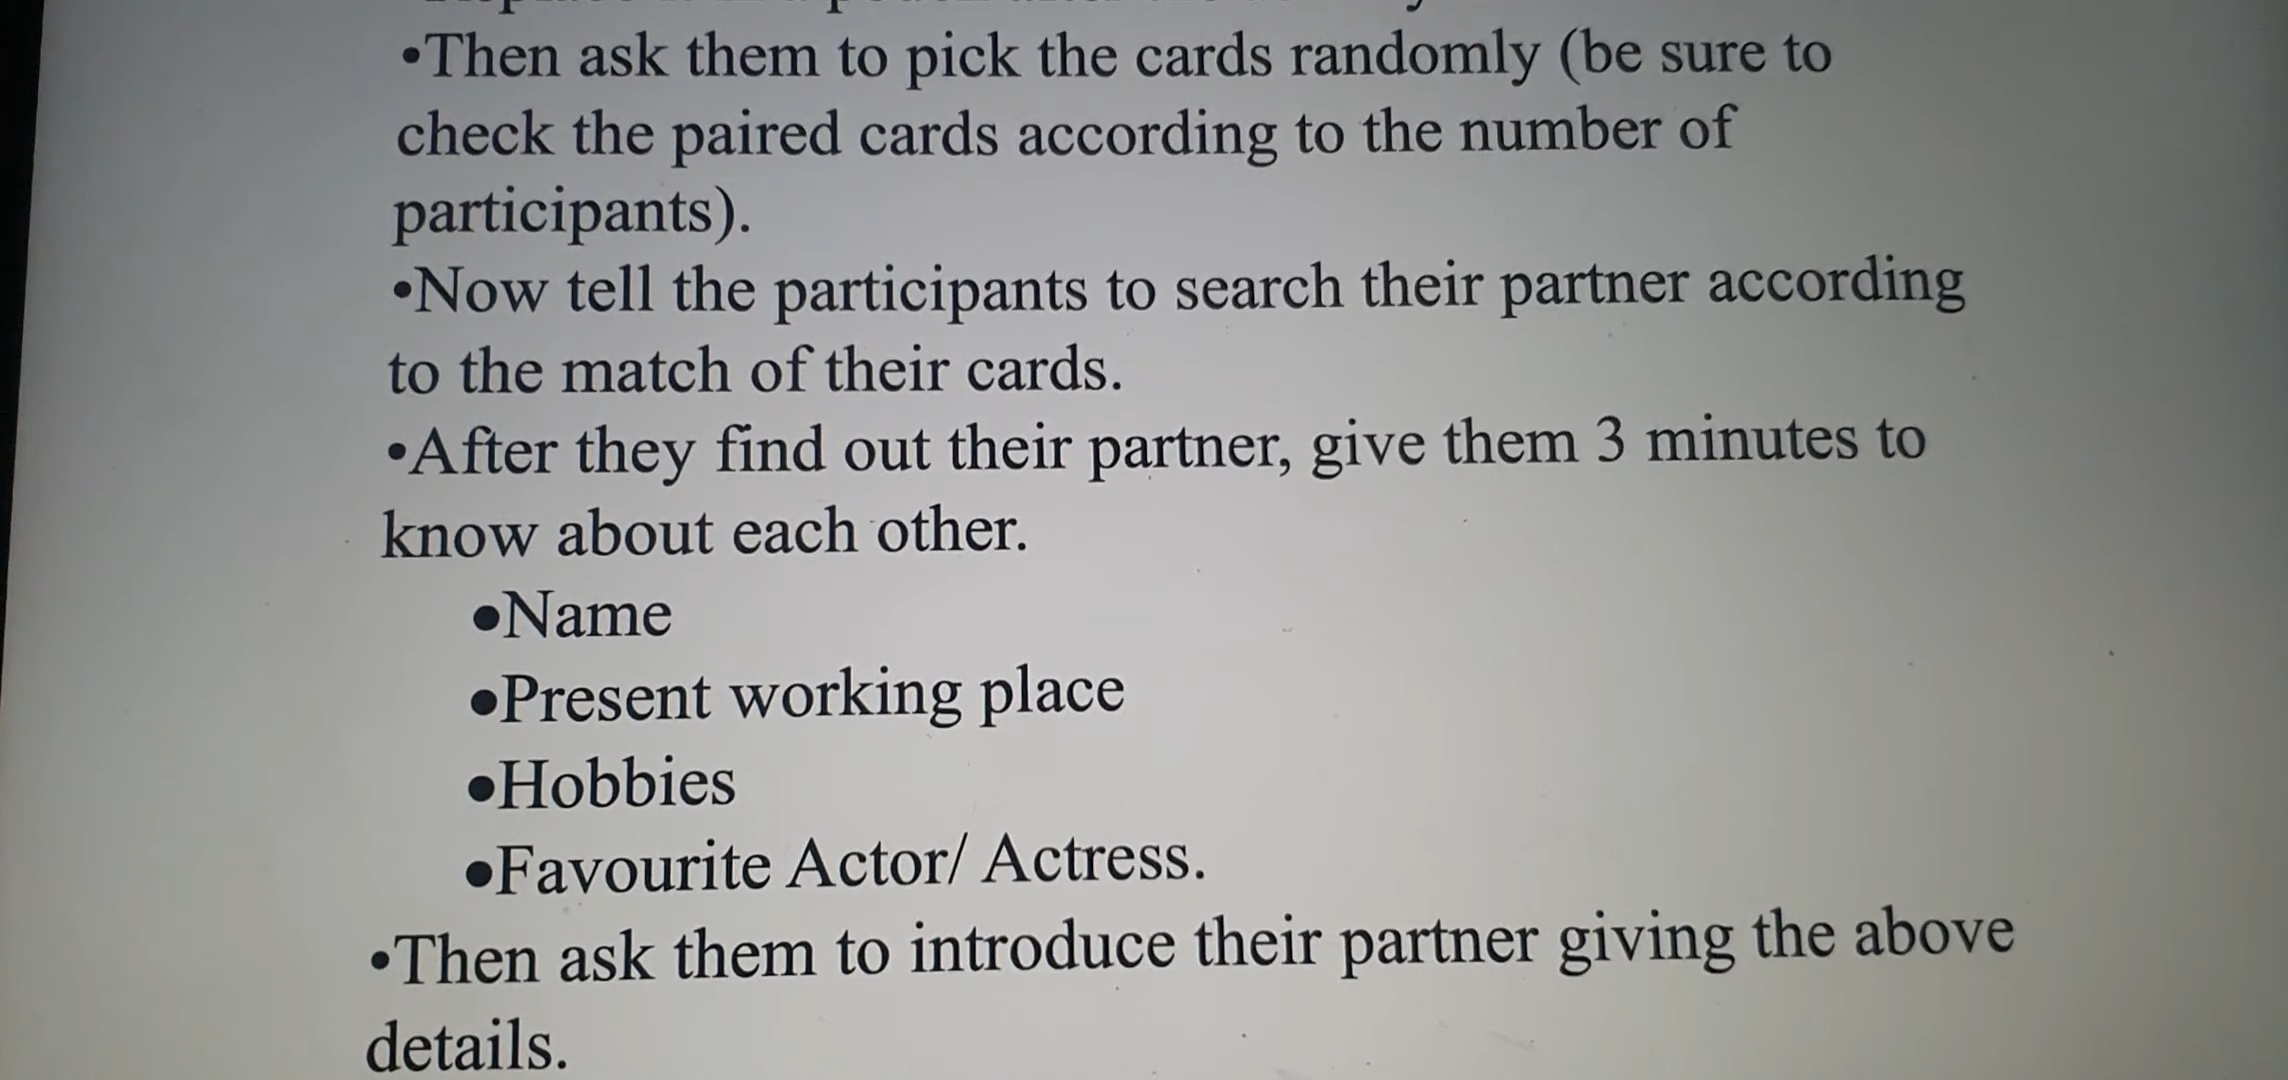 •Then ask them to pick the cards randomly (be sure to
check the paired cards according to the number of
participants).
•Now tell the participants to search their partner according
to the match of their cards.
•After they find out their partner, give them 3 minutes to
know about each other.
•Name
•Present working place
•Hobbies
•Favourite Actor/ Actress.
•Then ask them to introduce their partner giving the above
details.